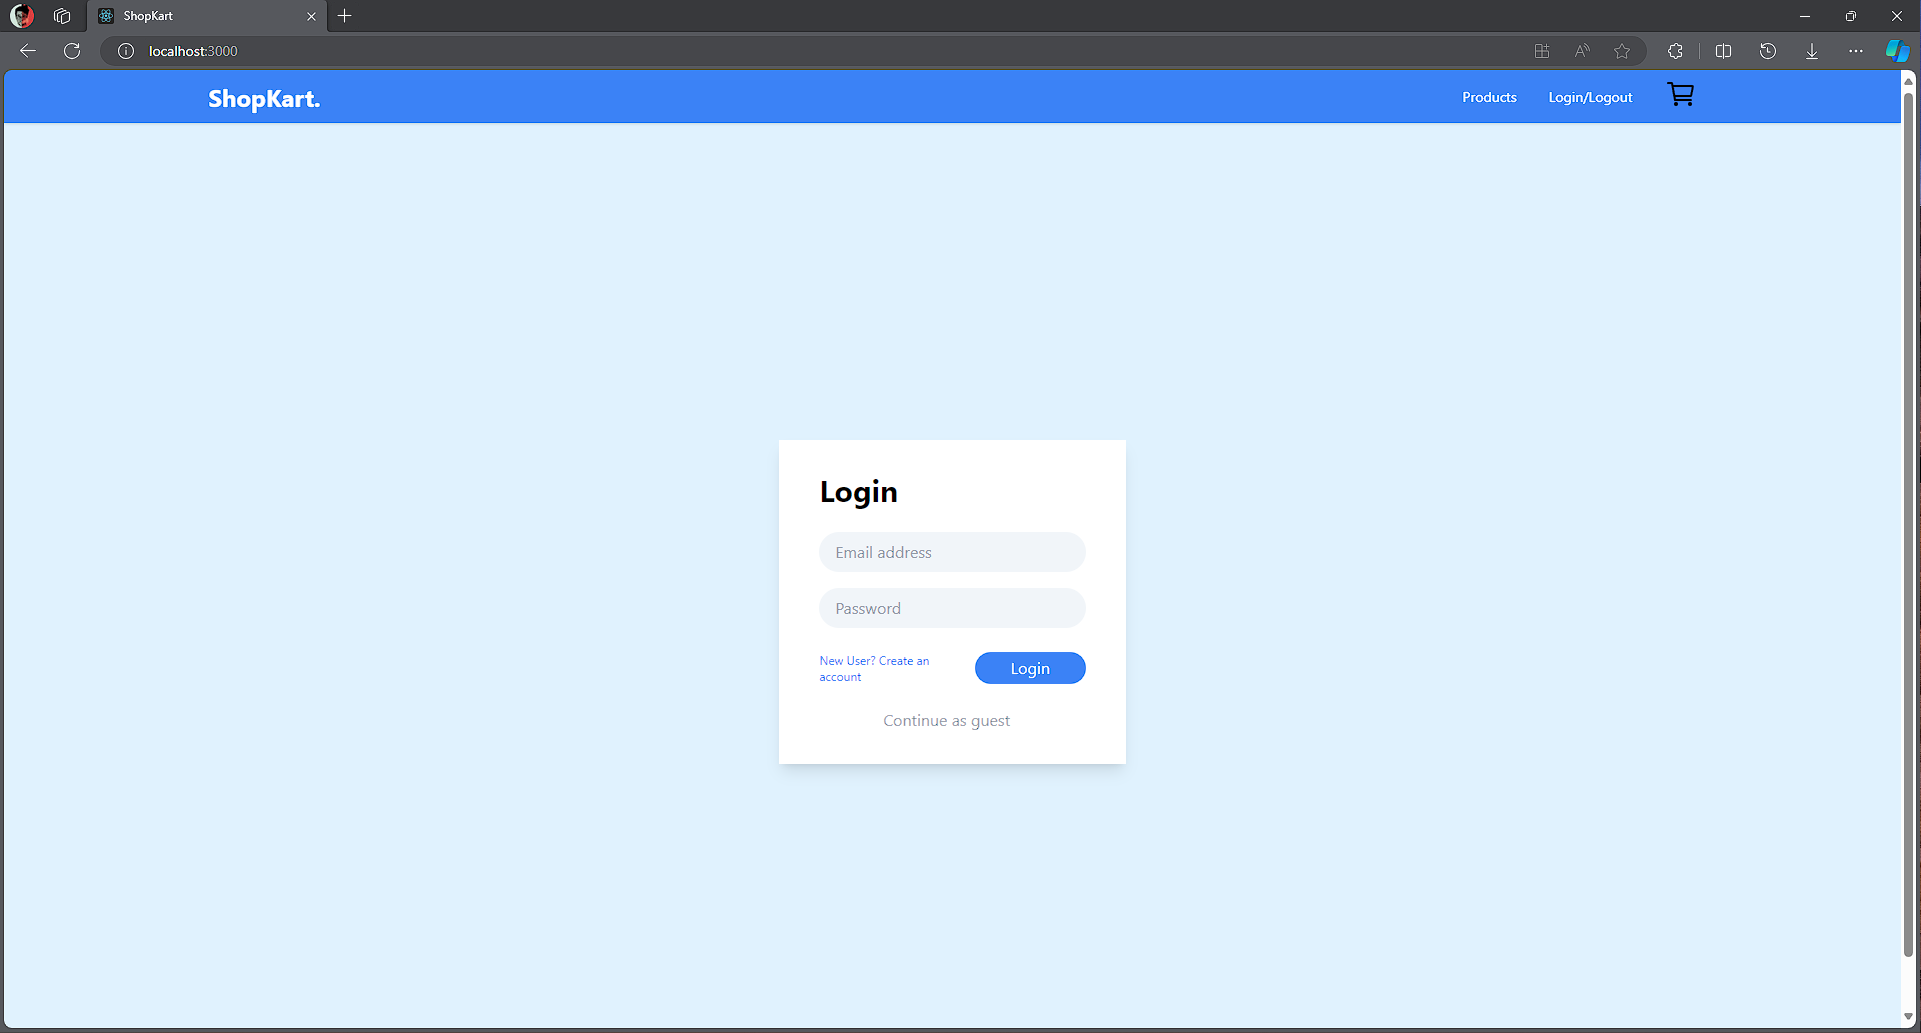 ShopKart
localhost:3000
ShopKart.
Products
Login/Logout
Login
Email address
Password
New User? Create an
account
Login
Continue as guest